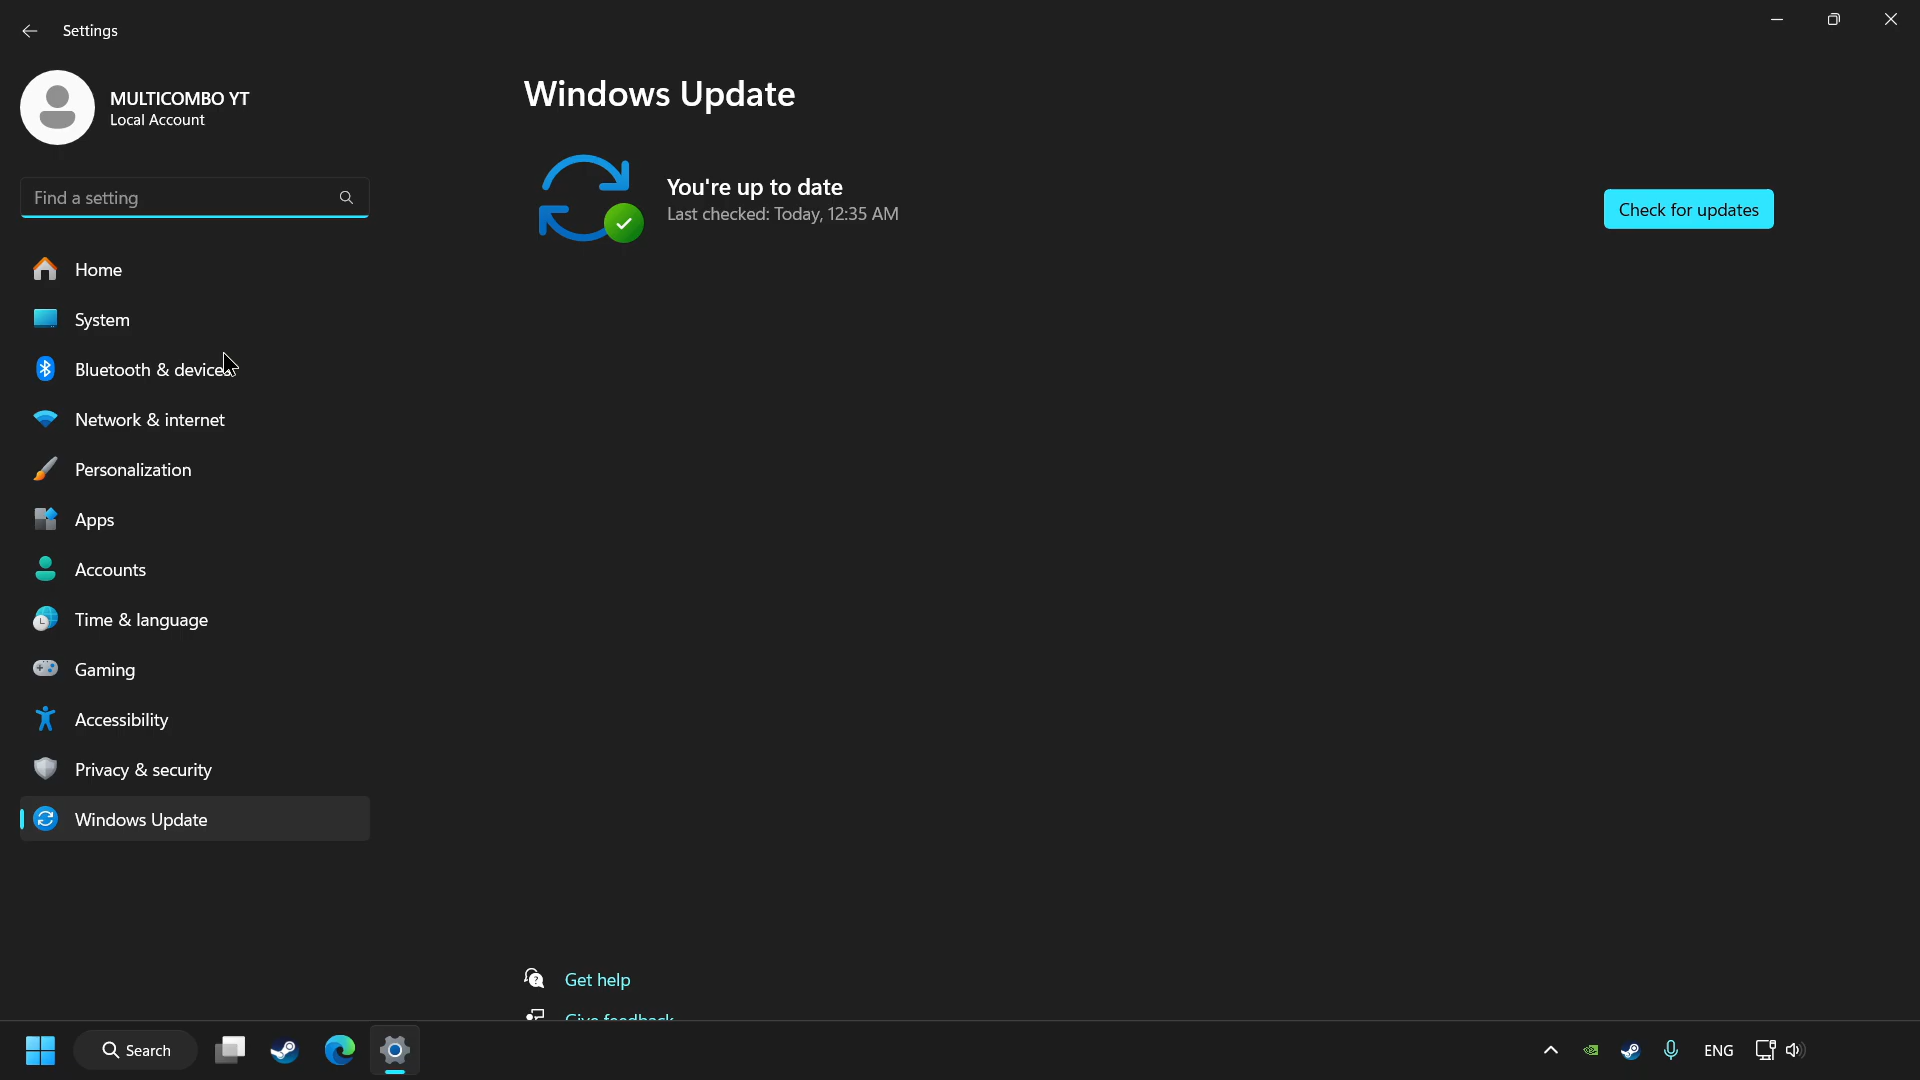 Settings
MULTICOMBO YT
Local Account
Find a setting
Home
System
Bluetooth & devices
Network & internet
Personalization
Apps
Accounts
Time & language
Gaming
Accessibility
Privacy & security
Windows Update
Windows Update
You're up to date
Last checked: Today, 12:35 AM
Check for updates
Get help
Give feedback
Search
ENG